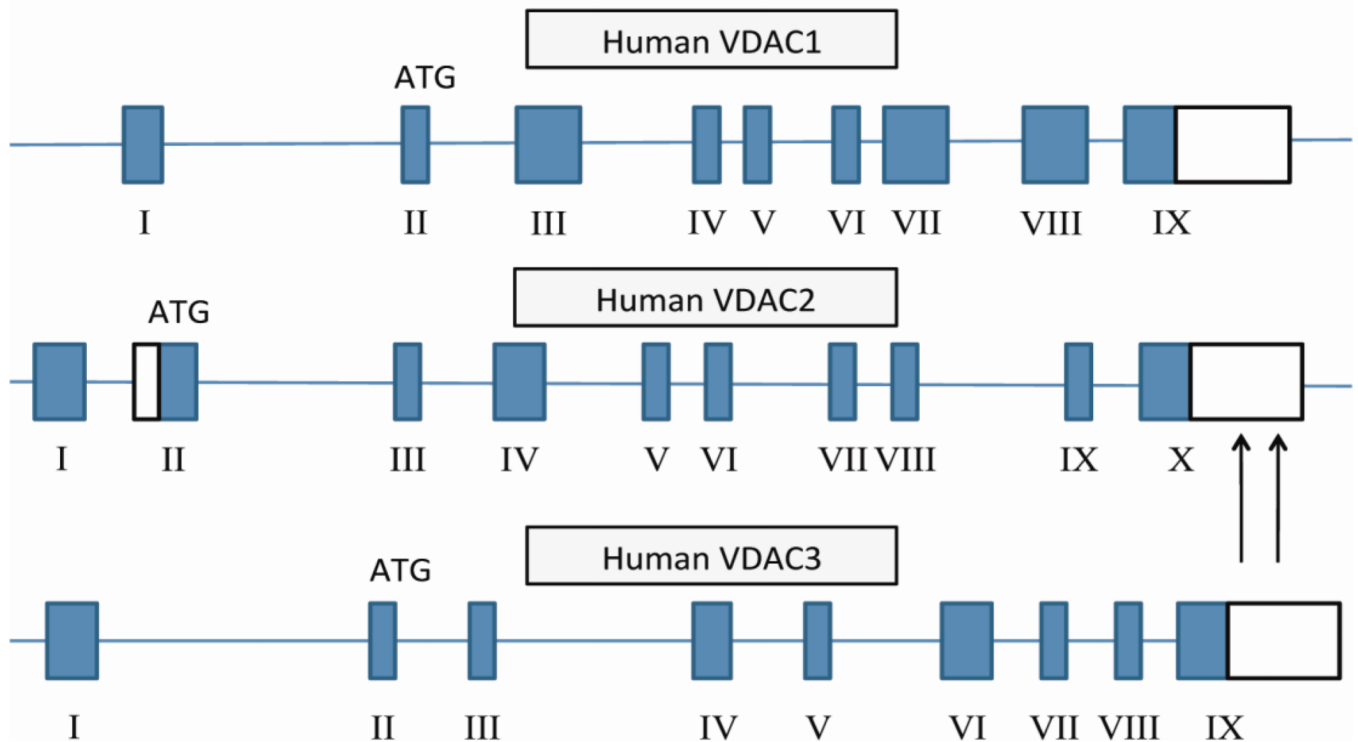 Human VDAC1
ATG
I II III IV V VI VII VIII IX
Human VDAC2
ATG
I II III IV V VI VII VIII IX X
Human VDAC3
ATG
I II III IV V VI VII VIII IX